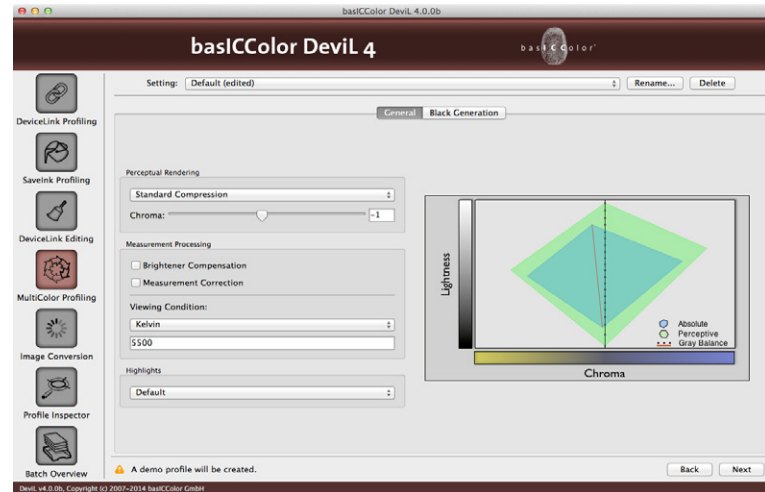 basICColor DeviL 4.0.0b
basICColor DeviL 4
basICColor
Setting: Default (edited) Rename... Delete
General Black Generation
DeviceLink Profiling
SaveInk Profiling
DeviceLink Editing
MultiColor Profiling
Image Conversion
Profile Inspector
Batch Overview
Perceptual Rendering
Standard Compression
Chroma: -1
Measurement Processing
Brightener Compensation
Measurement Correction
Viewing Condition:
Kelvin
5500
Highlights
Default
Lightness
Absolute
Perceptive
Gray Balance
Chroma
A demo profile will be created. Back Next
DeviL v4.0.0b, Copyright (c) 2007-2014 basICColor GmbH